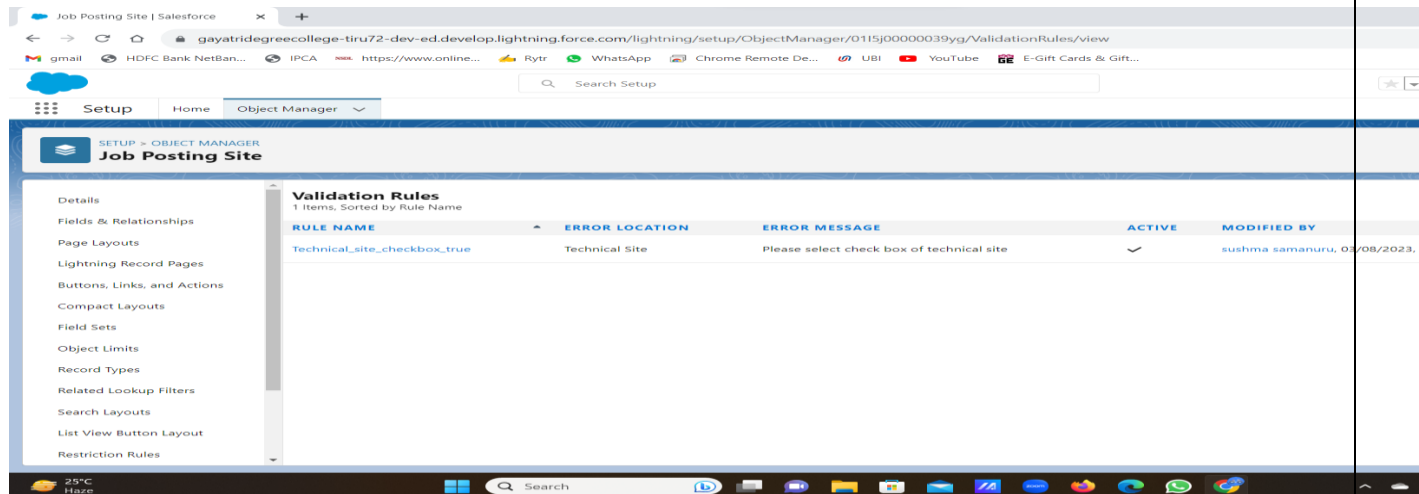 Job Posting Site | Salesforce
gayatridegreecollege-tiru72-dev-ed.develop.lightning.force.com/lightning/setup/ObjectManager/01I5j00000039yg/ValidationRules/view
gmail HDFC Bank NetBan... IPCA NSDL https://www.online... Rytr WhatsApp Chrome Remote De... UBI YouTube E-Gift Cards & Gift...
Search Setup
Setup Home Object Manager
SETUP > OBJECT MANAGER
Job Posting Site
Details
Fields & Relationships
Page Layouts
Lightning Record Pages
Buttons, Links, and Actions
Compact Layouts
Field Sets
Object Limits
Record Types
Related Lookup Filters
Search Layouts
List View Button Layout
Restriction Rules
Validation Rules
1 Items, Sorted by Rule Name
RULE NAME ERROR LOCATION ERROR MESSAGE ACTIVE MODIFIED BY
Technical_site_checkbox_true Technical Site Please select check box of technical site sushma samanuru, 03/08/2023,
25°C
Haze
Search
zoom